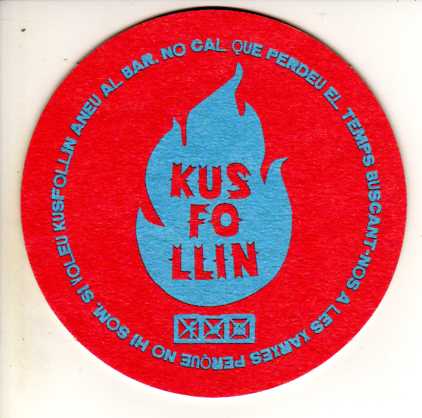 SI VOLEU KUSFOLLIN ANEU AL BAR. NO CAL QUE PERDEU EL TEMPS BUSCANT-NOS A LES XARXES PERQUE NO HI SOM.
KUS
FO
LLIN